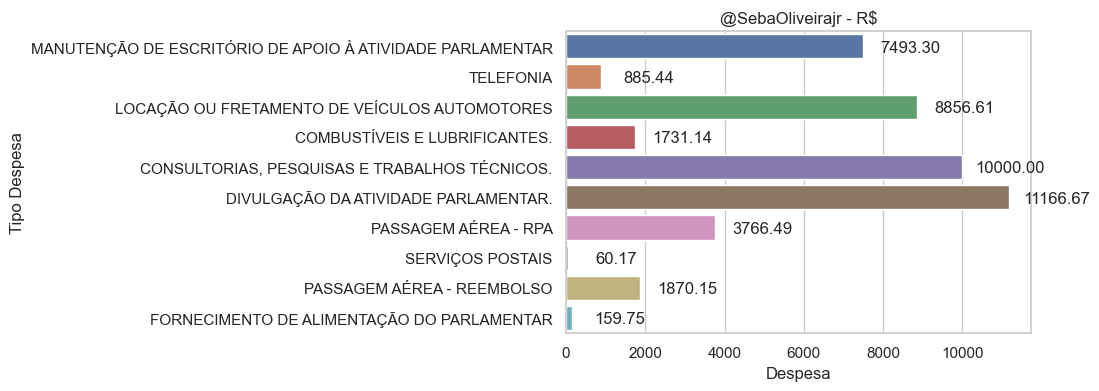 @SebaOliveirajr - R$
MANUTENÇÃO DE ESCRITÓRIO DE APOIO À ATIVIDADE PARLAMENTAR 7493.30
TELEFONIA 885.44
LOCAÇÃO OU FRETAMENTO DE VEÍCULOS AUTOMOTORES 8856.61
COMBUSTÍVEIS E LUBRIFICANTES. 1731.14
CONSULTORIAS, PESQUISAS E TRABALHOS TÉCNICOS. 10000.00
DIVULGAÇÃO DA ATIVIDADE PARLAMENTAR. 11166.67
PASSAGEM AÉREA - RPA 3766.49
SERVIÇOS POSTAIS 60.17
PASSAGEM AÉREA - REEMBOLSO 1870.15
FORNECIMENTO DE ALIMENTAÇÃO DO PARLAMENTAR 159.75
Tipo Despesa
0 2000 4000 6000 8000 10000
Despesa